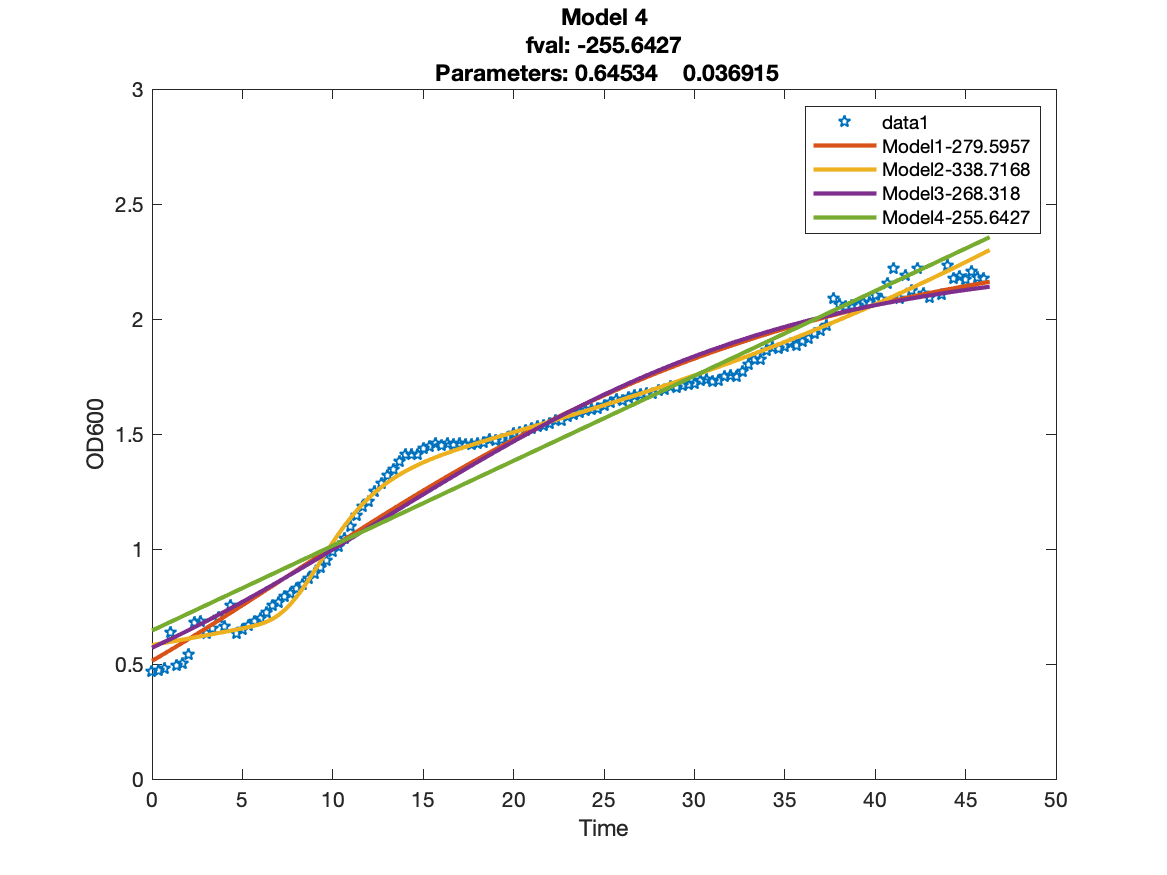 Model 4
fval: -255.6427
Parameters: 0.64534 0.036915
3
2.5
2
1.5
1
0.5
0
OD600
data1
Model1-279.5957
Model2-338.7168
Model3-268.318
Model4-255.6427
0 5 10 15 20 25 30 35 40 45 50
Time